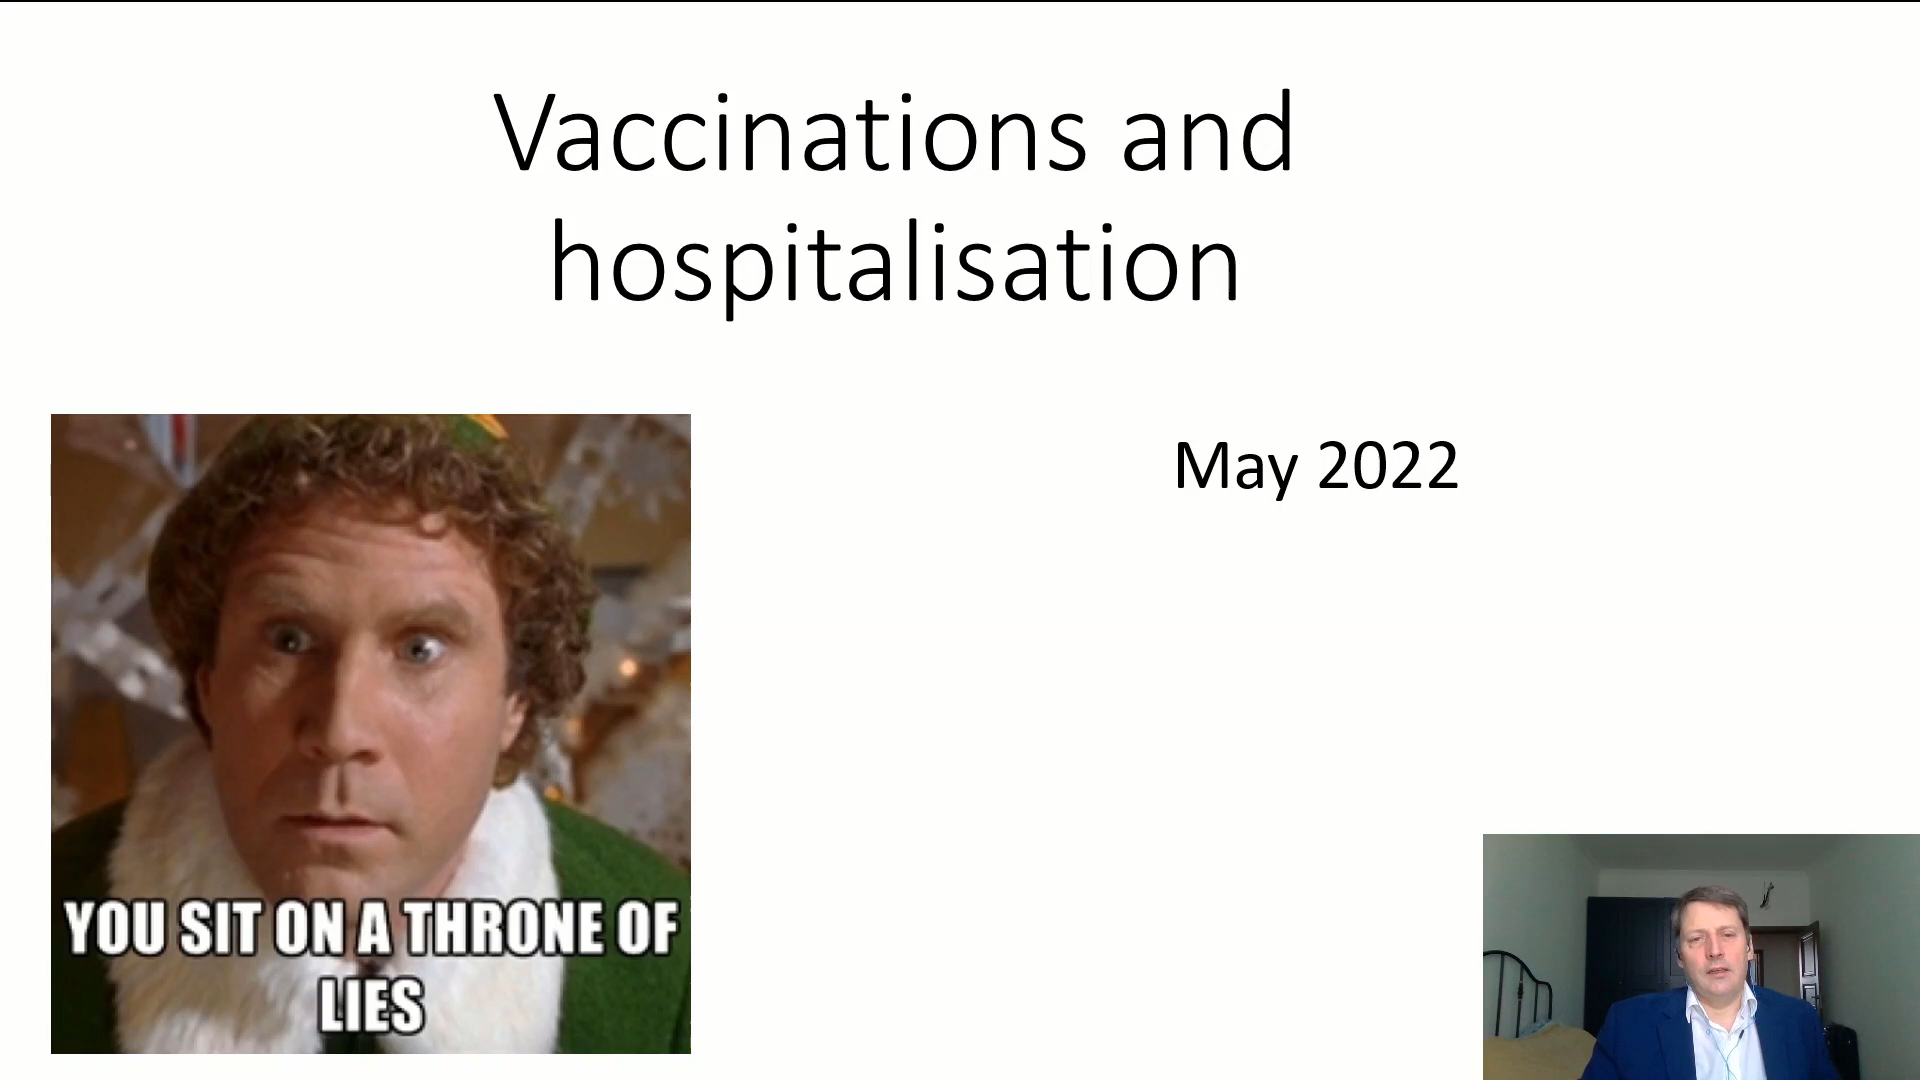 Vaccinations and
hospitalisation
May 2022
YOU SIT ON A THRONE OF
LIES